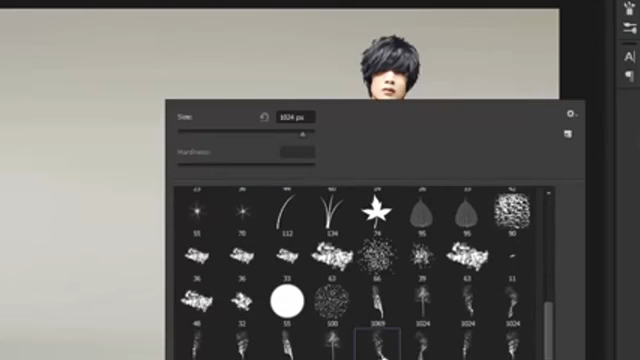 Size: 1024 px
Hardness:
55 70 112 134 74 95 95 90
36 36 33 63 66 39 63 11
48 32 55 100 1069 1024 1024 1024